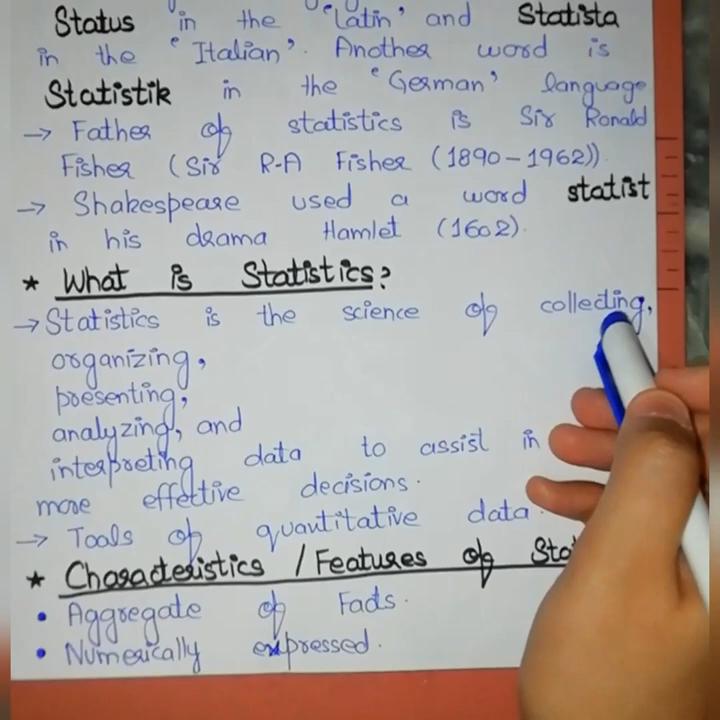 Status in the "Latin' and Statista
in the "Italian'. Another word is
Statistik in the "German' language
→ Father of statistics is Sir Ronald
Fisher (Sir R-A Fisher (1890-1962))
→ Shakespeare used a word statist
in his drama Hamlet (1602).
* What is Statistics?
→ Statistics is the science of collecting,
organizing,
presenting,
analyzing, and
interpreting data to assist in
more effective decisions.
→ Tools of quantitative data.
* Characteristics / Features of
• Aggregate of Facts.
• Numerically expressed.